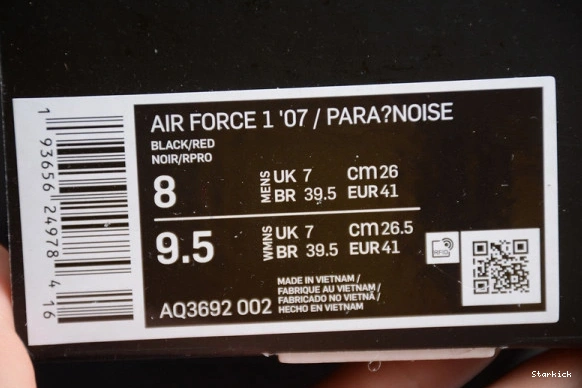 1 93656 24978 4 16
AIR FORCE 1 '07 / PARA?NOISE
BLACK/RED
NOIR/RPRO
8 MENS UK 7 cm 26
BR 39.5 EUR 41
9.5 WMNS UK 7 cm 26.5
BR 39.5 EUR 41
RFID
MADE IN VIETNAM /
FABRIQUE AU VIETNAM /
FABRICADO NO VIETNÃ /
HECHO EN VIETNAM
AQ3692 002
Starkick